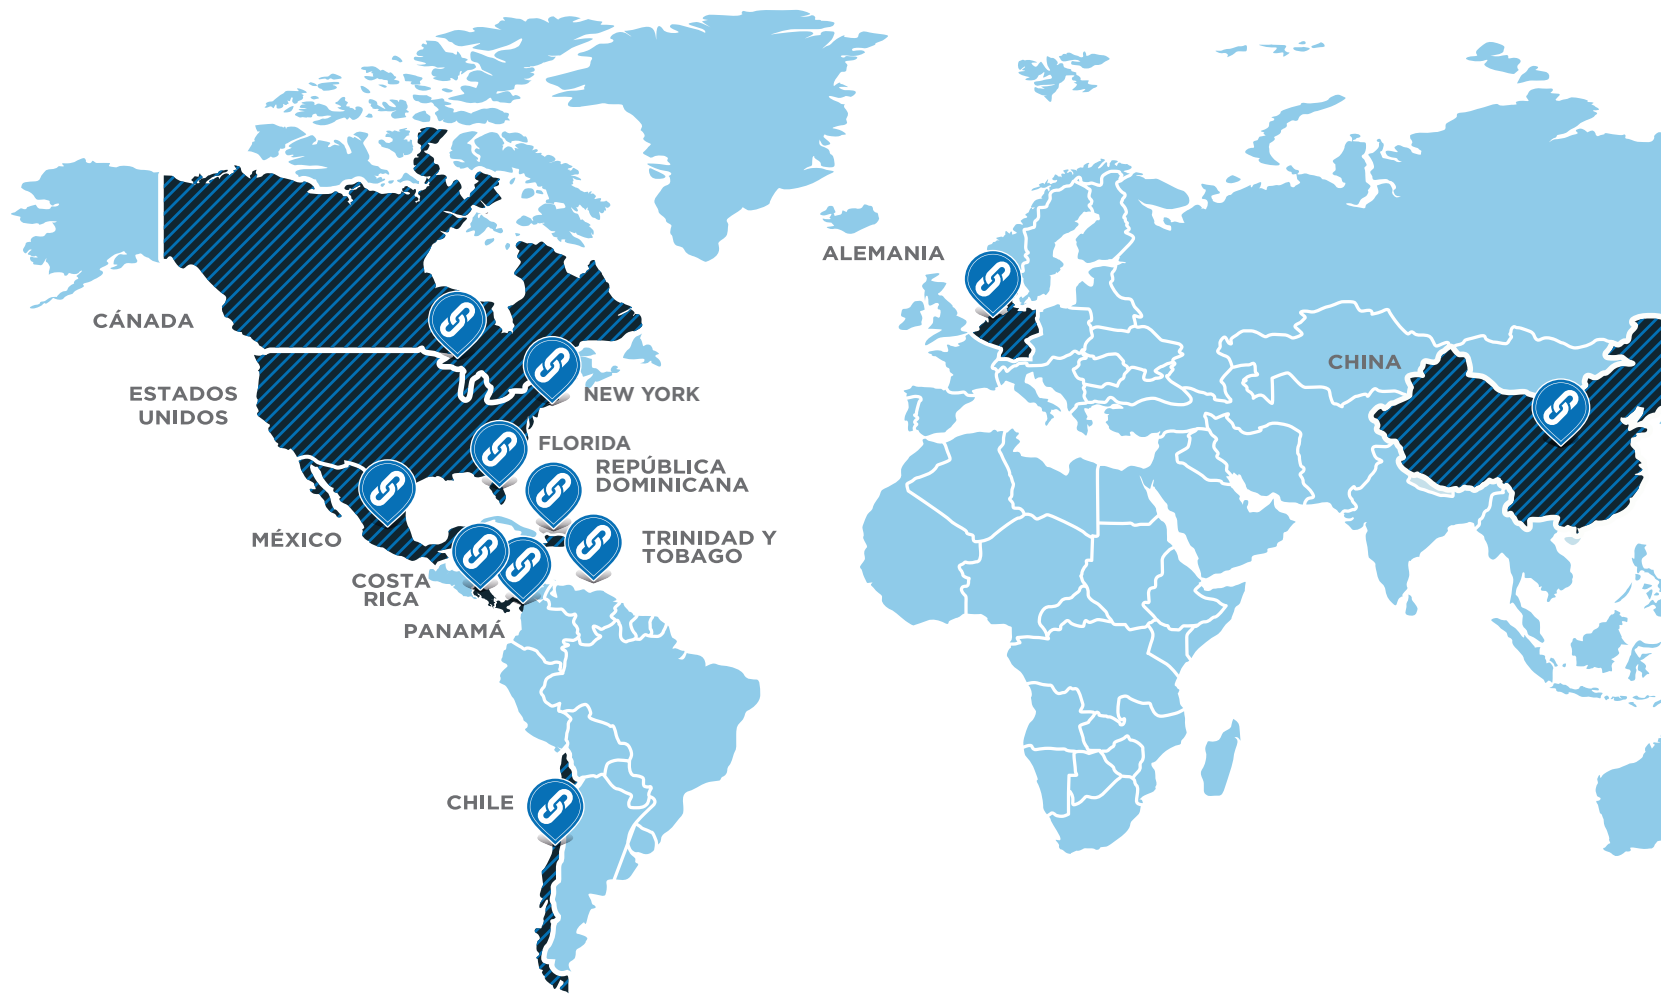 ALEMANIA
CÁNADA
CHINA
ESTADOS
UNIDOS
NEW YORK
FLORIDA
REPÚBLICA
DOMINICANA
MÉXICO
TRINIDAD Y
TOBAGO
COSTA
RICA
PANAMÁ
CHILE